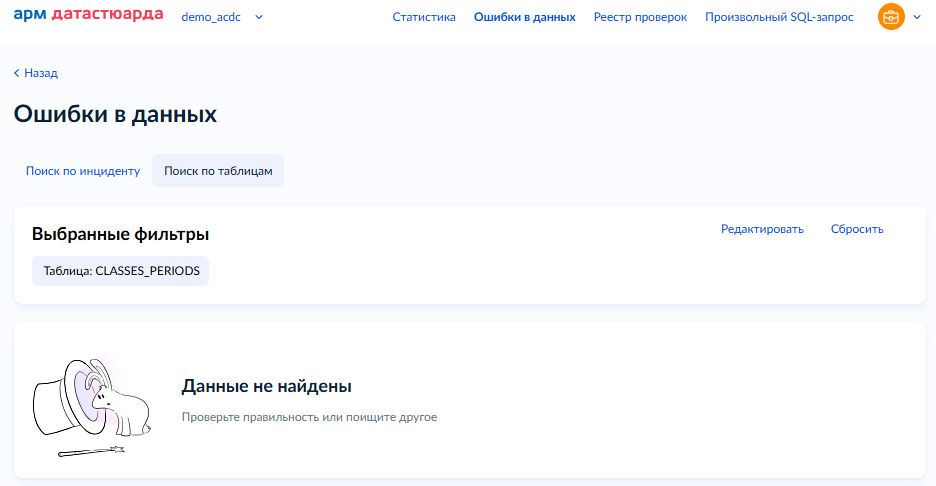 арм датастюарда demo_acdc Статистика Ошибки в данных Реестр проверок Произвольный SQL-запрос
Назад
Ошибки в данных
Поиск по инциденту Поиск по таблицам
Выбранные фильтры Редактировать Сбросить
Таблица: CLASSES_PERIODS
Данные не найдены
Проверьте правильность или поищите другое